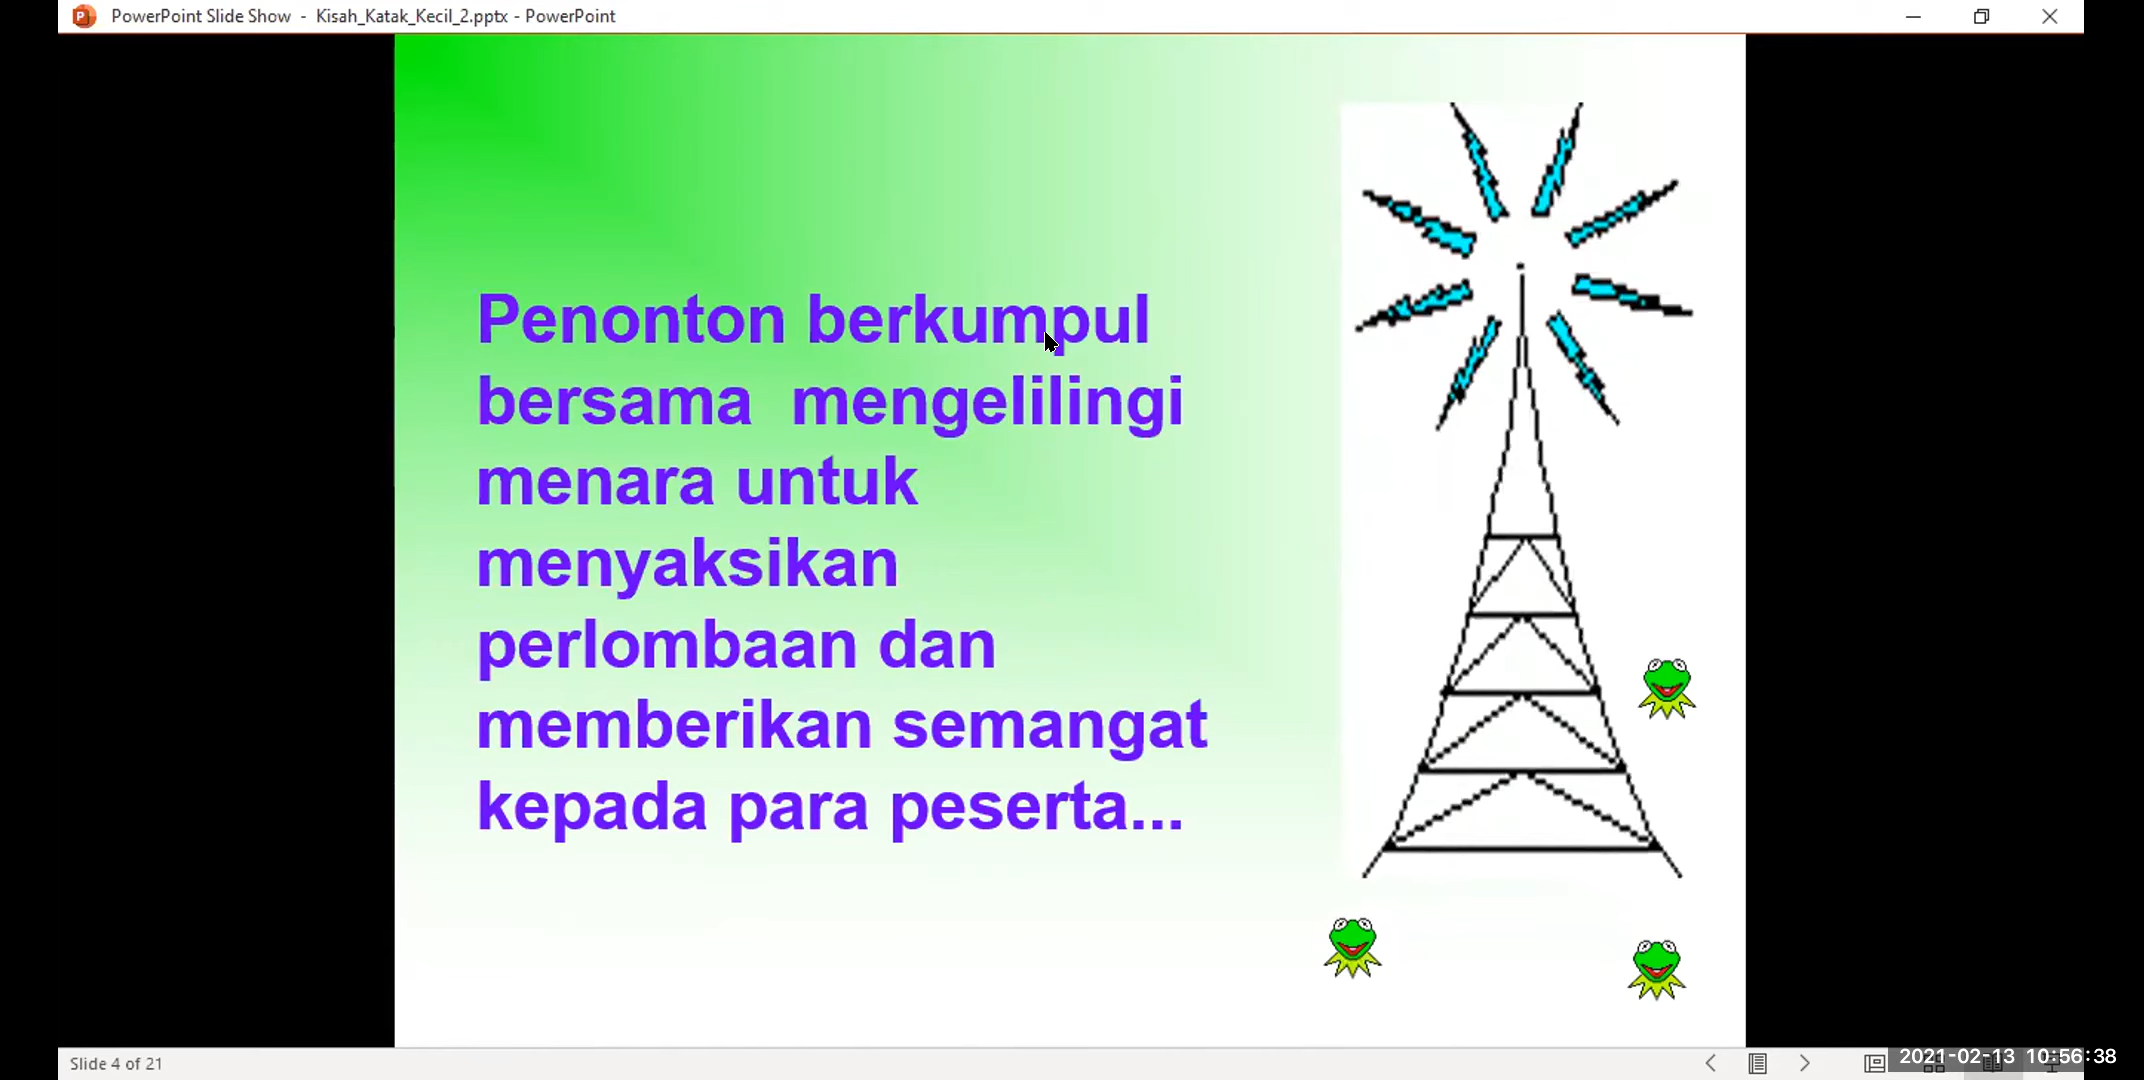 PowerPoint Slide Show - Kisah_Katak_Kecil_2.pptx - PowerPoint
Penonton berkumpul
bersama mengelilingi
menara untuk
menyaksikan
perlombaan dan
memberikan semangat
kepada para peserta...
Slide 4 of 21
2021-02-13 10:56:38